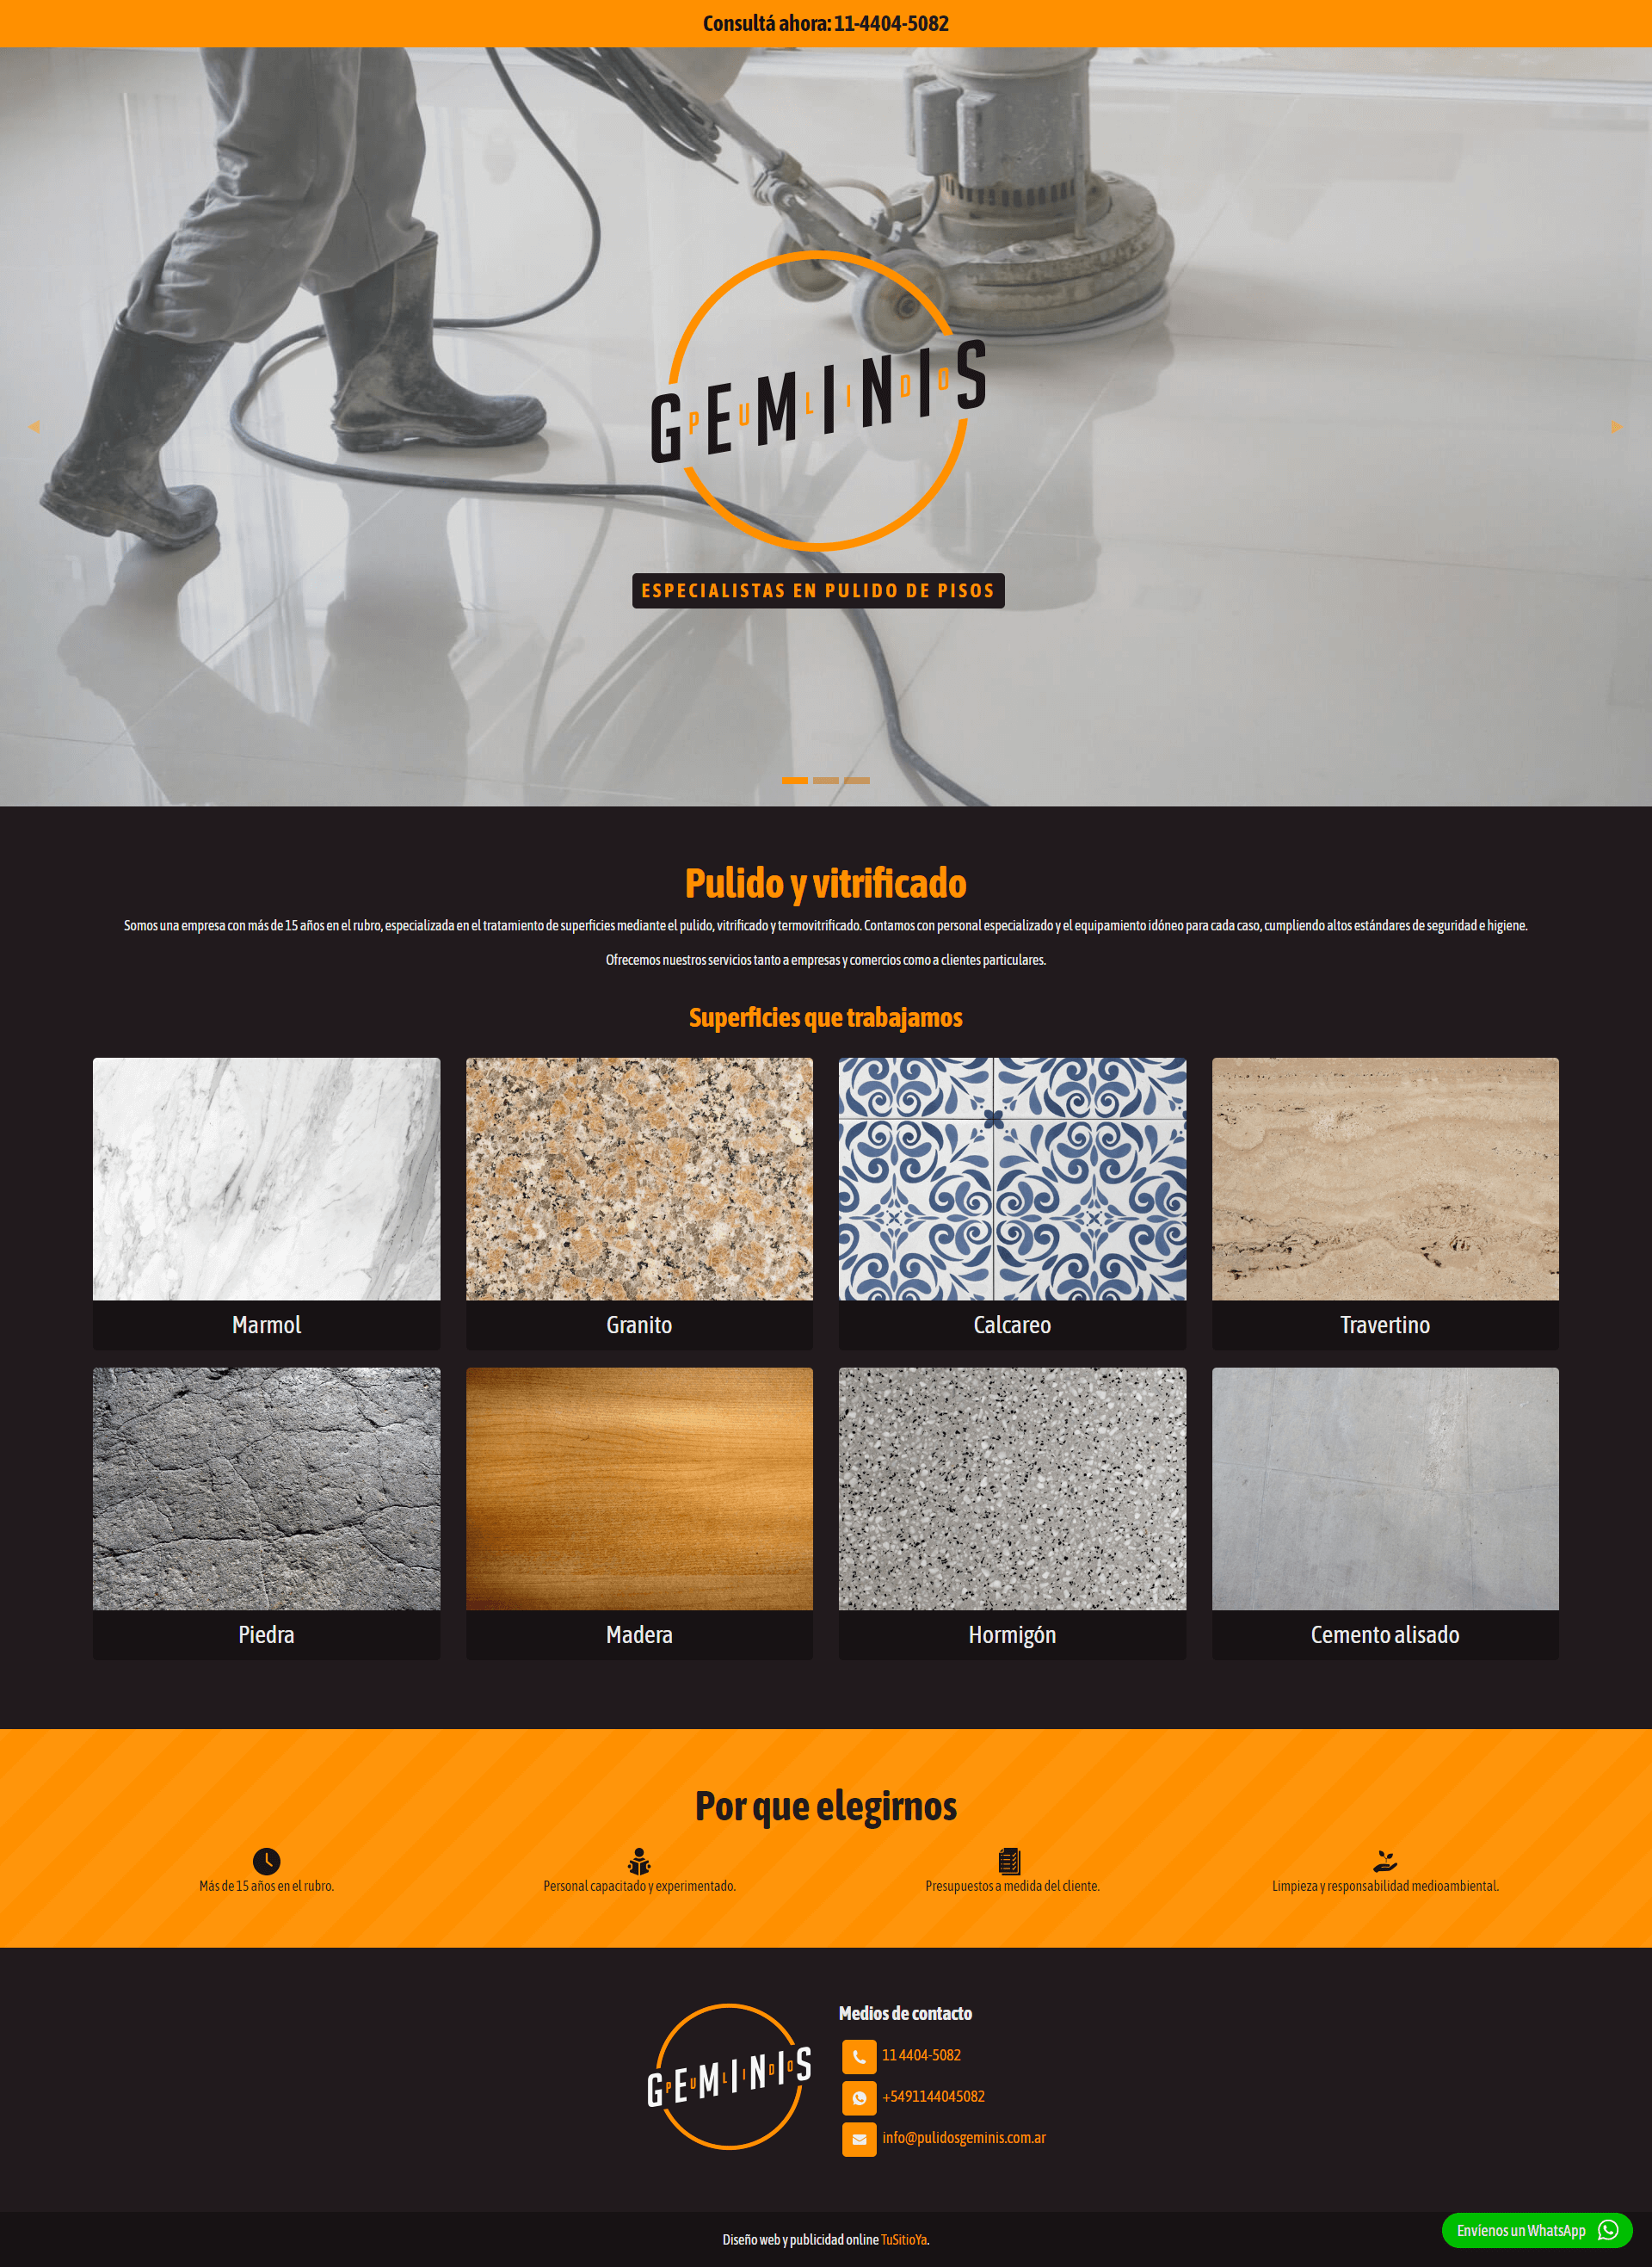 Consultá ahora: 11-4404-5082
GEMINIS
PULIDO
ESPECIALISTAS EN PULIDO DE PISOS
Pulido y vitrificado
Somos una empresa con más de 15 años en el rubro, especializada en el tratamiento de superficies mediante el pulido, vitrificado y termovitrificado. Contamos con personal especializado y el equipamiento idóneo para cada caso, cumpliendo altos estándares de seguridad e higiene.
Ofrecemos nuestros servicios tanto a empresas y comercios como a clientes particulares.
Superficies que trabajamos
Marmol
Granito
Calcareo
Travertino
Piedra
Madera
Hormigón
Cemento alisado
Por que elegirnos
Más de 15 años en el rubro.
Personal capacitado y experimentado.
Presupuestos a medida del cliente.
Limpieza y responsabilidad medioambiental.
GEMINIS
PULIDO
Medios de contacto
11 4404-5082
+5491144045082
info@pulidosgeminis.com.ar
Diseño web y publicidad online TuSitioYa.
Envíenos un WhatsApp